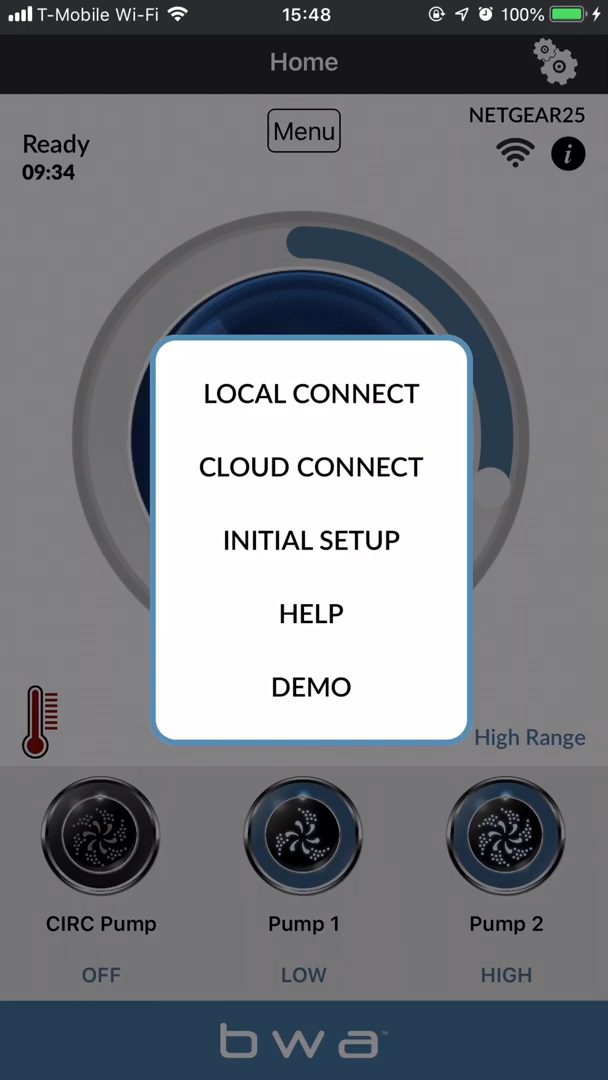 T-Mobile Wi-Fi 15:48 100%
Home
NETGEAR25
Menu
Ready
09:34
i
LOCAL CONNECT
CLOUD CONNECT
INITIAL SETUP
HELP
DEMO
High Range
CIRC Pump Pump 1 Pump 2
OFF LOW HIGH
bwa™